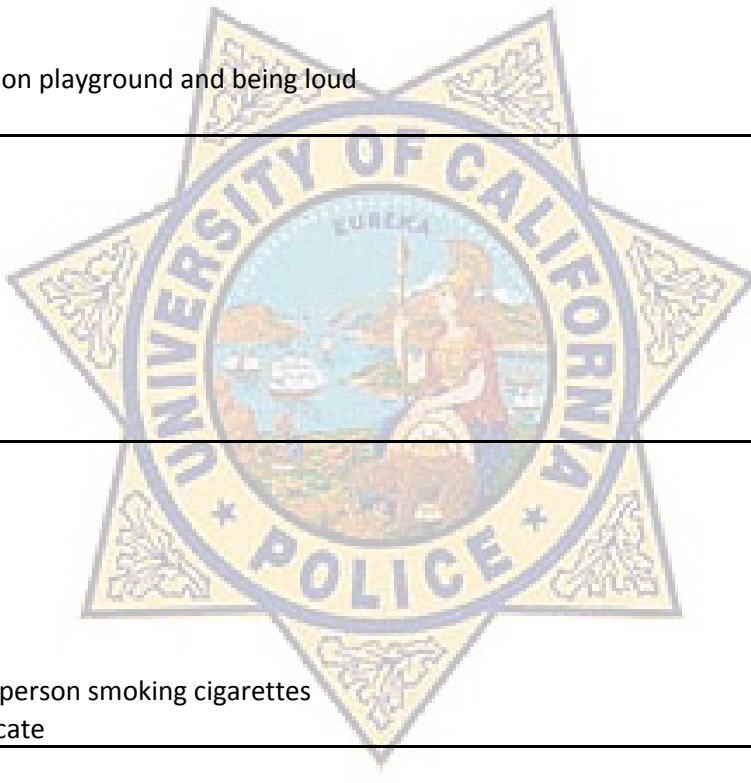 on playground and being loud
UNIVERSITY OF CALIFORNIA
EUREKA
POLICE
person smoking cigarettes
cate